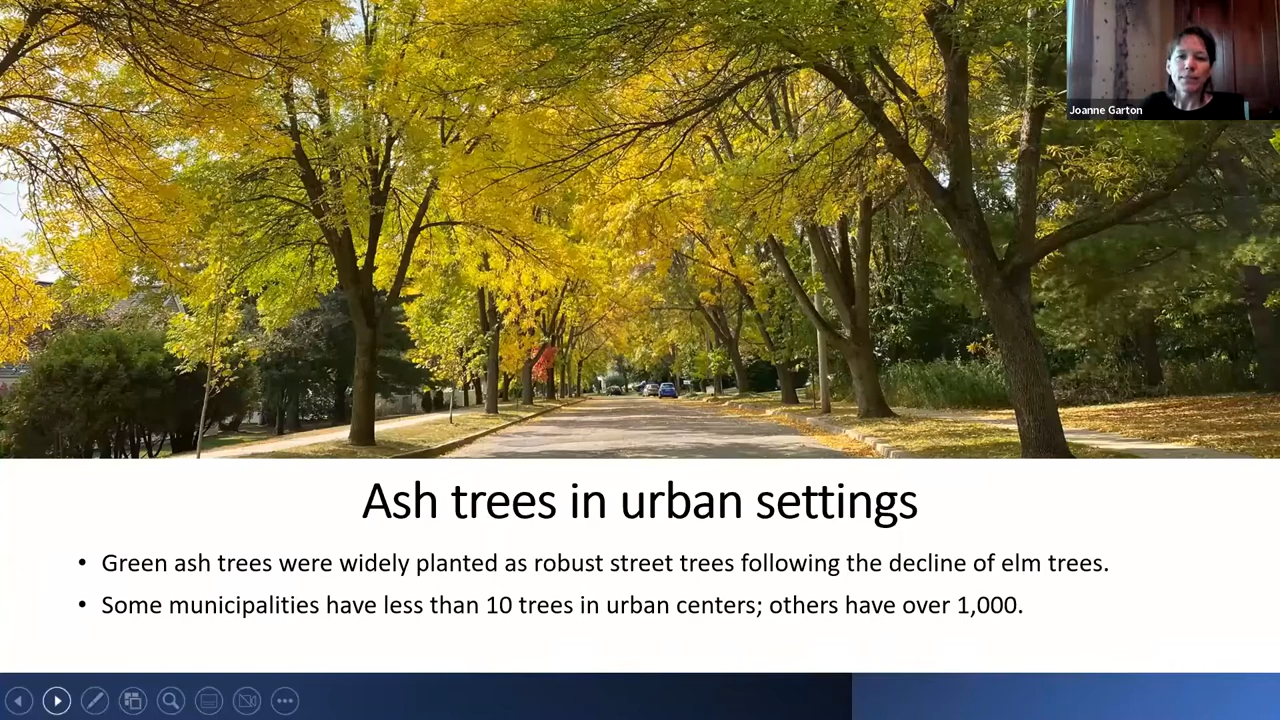 Joanne Garton
Ash trees in urban settings
• Green ash trees were widely planted as robust street trees following the decline of elm trees.
• Some municipalities have less than 10 trees in urban centers; others have over 1,000.